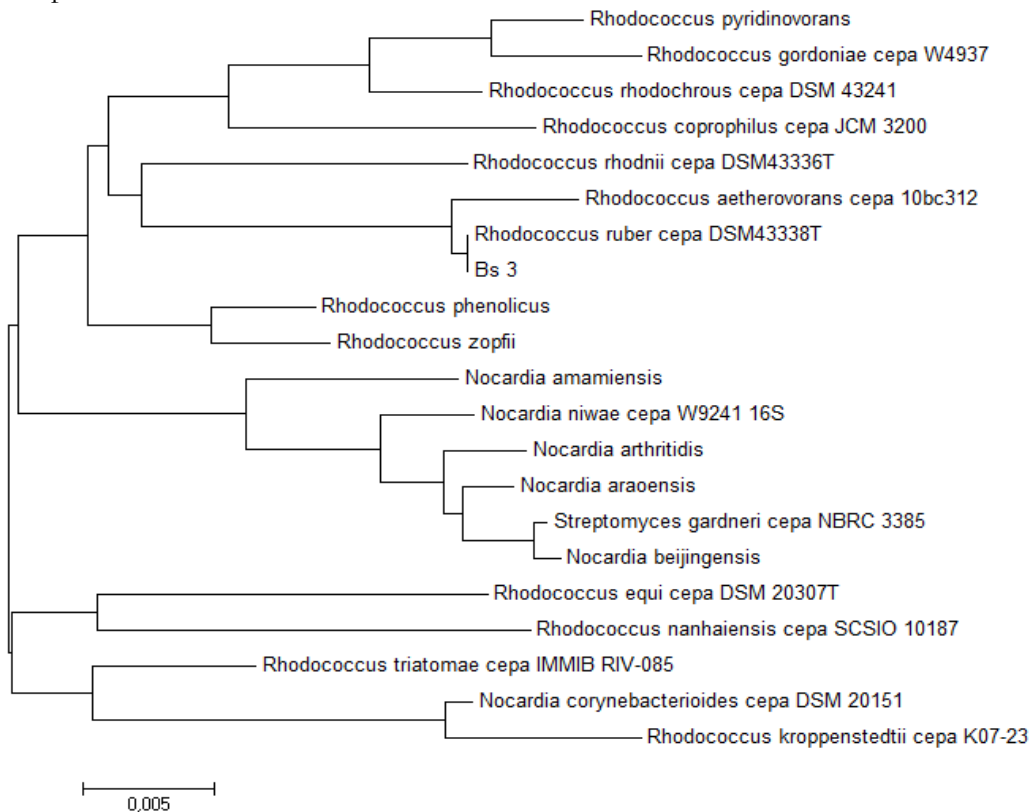 Rhodococcus pyridinovorans
Rhodococcus gordoniae cepa W4937
Rhodococcus rhodochrous cepa DSM 43241
Rhodococcus coprophilus cepa JCM 3200
Rhodococcus rhodnii cepa DSM43336T
Rhodococcus aetherovorans cepa 10bc312
Rhodococcus ruber cepa DSM43338T
Bs 3
Rhodococcus phenolicus
Rhodococcus zopfii
Nocardia amamiensis
Nocardia niwae cepa W9241 16S
Nocardia arthritidis
Nocardia araoensis
Streptomyces gardneri cepa NBRC 3385
Nocardia beijingensis
Rhodococcus equi cepa DSM 20307T
Rhodococcus nanhaiensis cepa SCSIO 10187
Rhodococcus triatomae cepa IMMIB RIV-085
Nocardia corynebacterioides cepa DSM 20151
Rhodococcus kroppenstedtii cepa K07-23
0,005